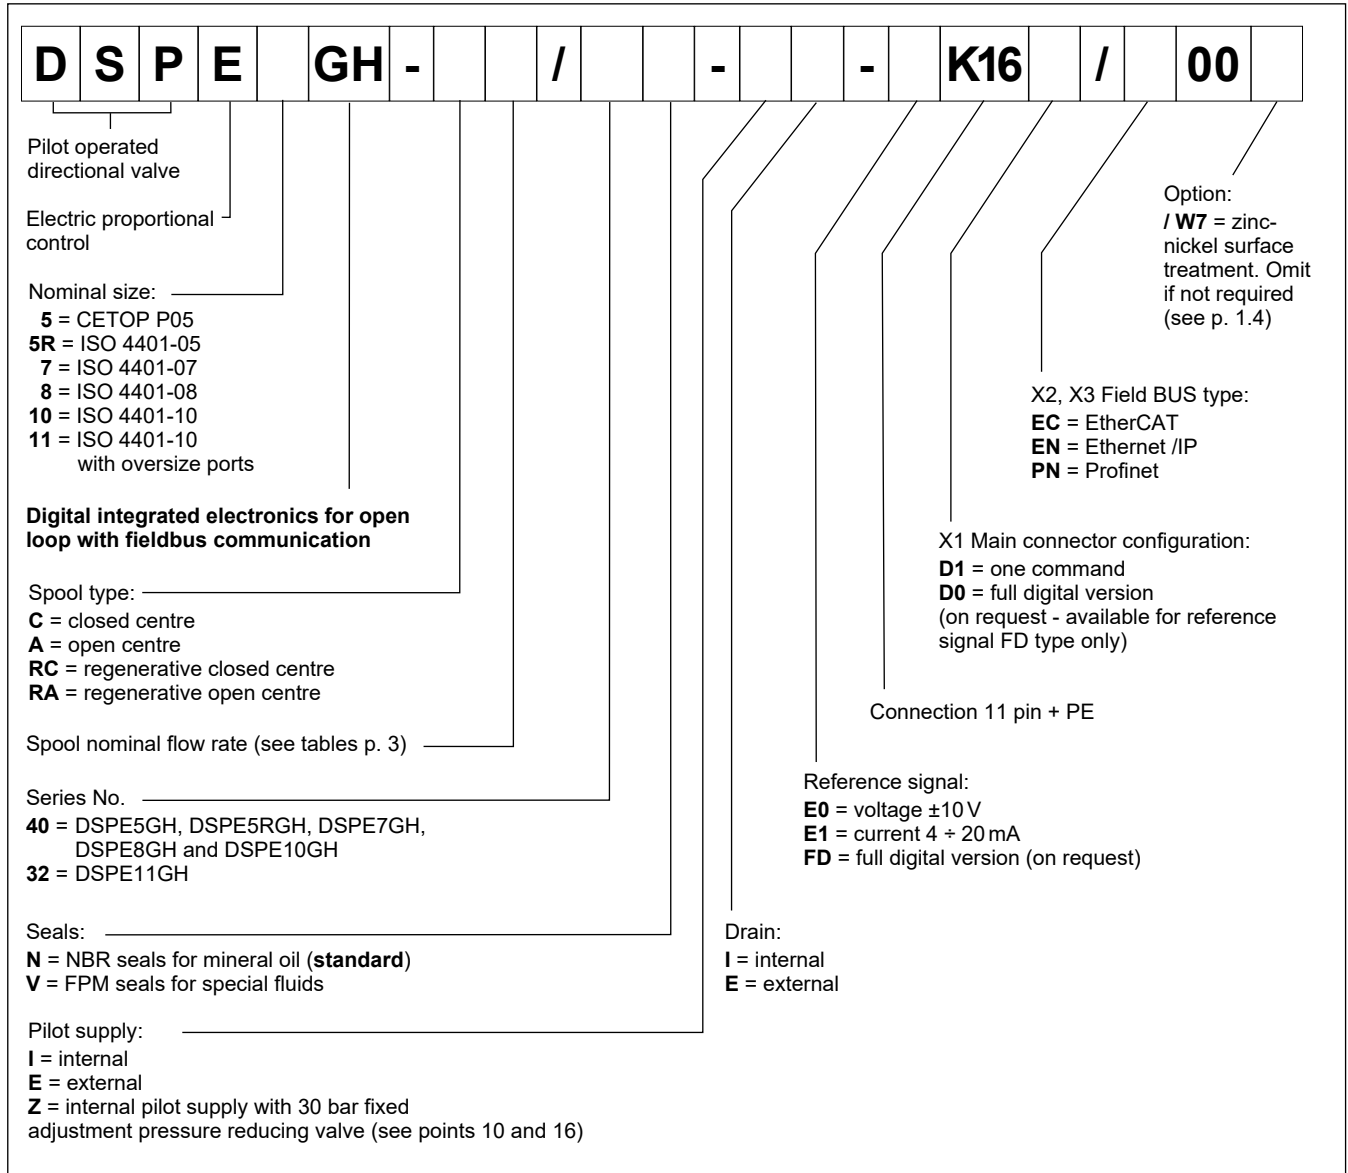 D S P E GH - / - - K16 / 00
Pilot operated
directional valve
Electric proportional
control
Nominal size:
5 = CETOP P05
5R = ISO 4401-05
7 = ISO 4401-07
8 = ISO 4401-08
10 = ISO 4401-10
11 = ISO 4401-10
with oversize ports
Digital integrated electronics for open
loop with fieldbus communication
Spool type:
C = closed centre
A = open centre
RC = regenerative closed centre
RA = regenerative open centre
Spool nominal flow rate (see tables p. 3)
Series No.
40 = DSPE5GH, DSPE5RGH, DSPE7GH,
DSPE8GH and DSPE10GH
32 = DSPE11GH
Seals:
N = NBR seals for mineral oil (standard)
V = FPM seals for special fluids
Pilot supply:
I = internal
E = external
Z = internal pilot supply with 30 bar fixed
adjustment pressure reducing valve (see points 10 and 16)
Drain:
I = internal
E = external
Reference signal:
E0 = voltage ±10 V
E1 = current 4 ÷ 20 mA
FD = full digital version (on request)
Connection 11 pin + PE
X1 Main connector configuration:
D1 = one command
D0 = full digital version
(on request - available for reference
signal FD type only)
X2, X3 Field BUS type:
EC = EtherCAT
EN = Ethernet /IP
PN = Profinet
Option:
/ W7 = zinc-
nickel surface
treatment. Omit
if not required
(see p. 1.4)